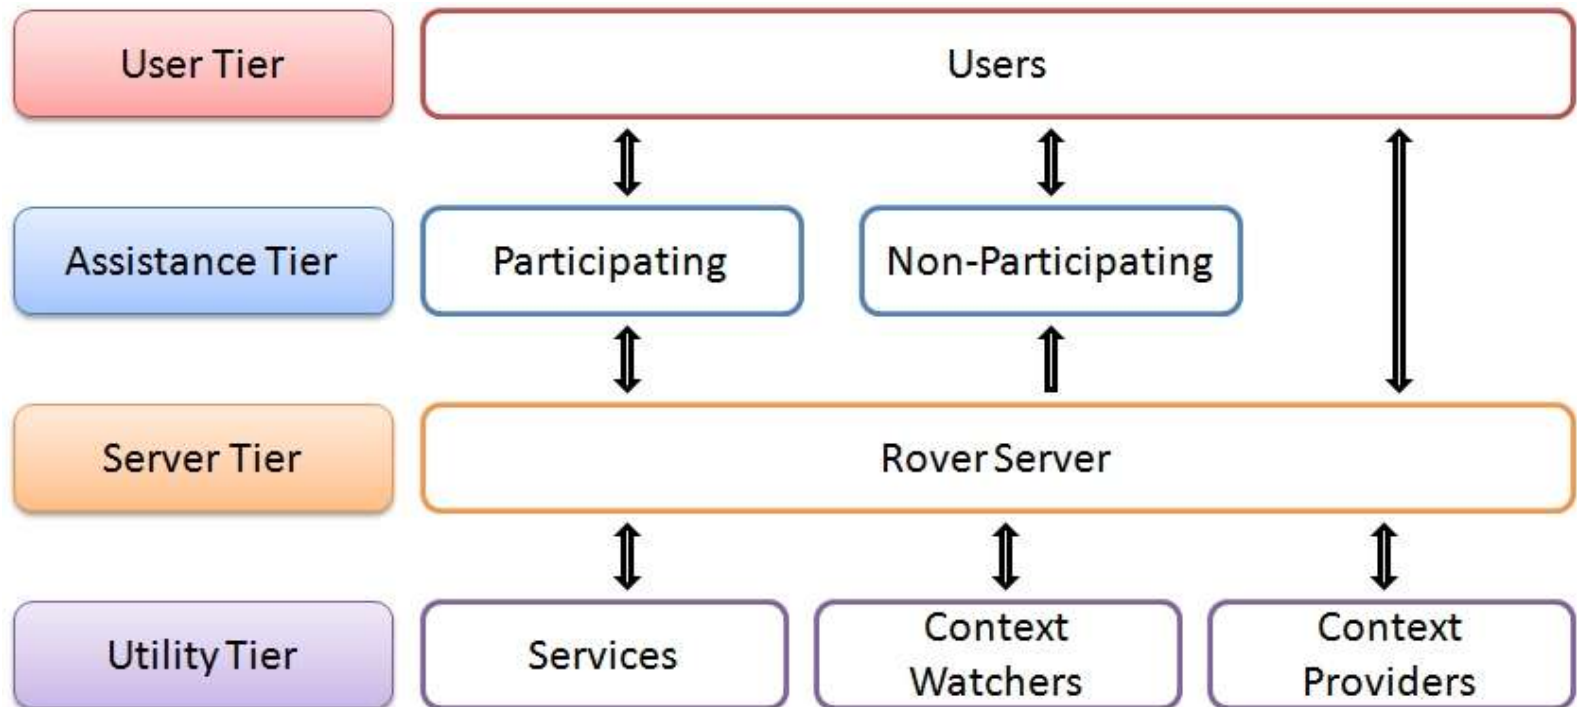 User Tier
Users
Assistance Tier
Participating
Non-Participating
Server Tier
Rover Server
Utility Tier
Services
Context
Watchers
Context
Providers